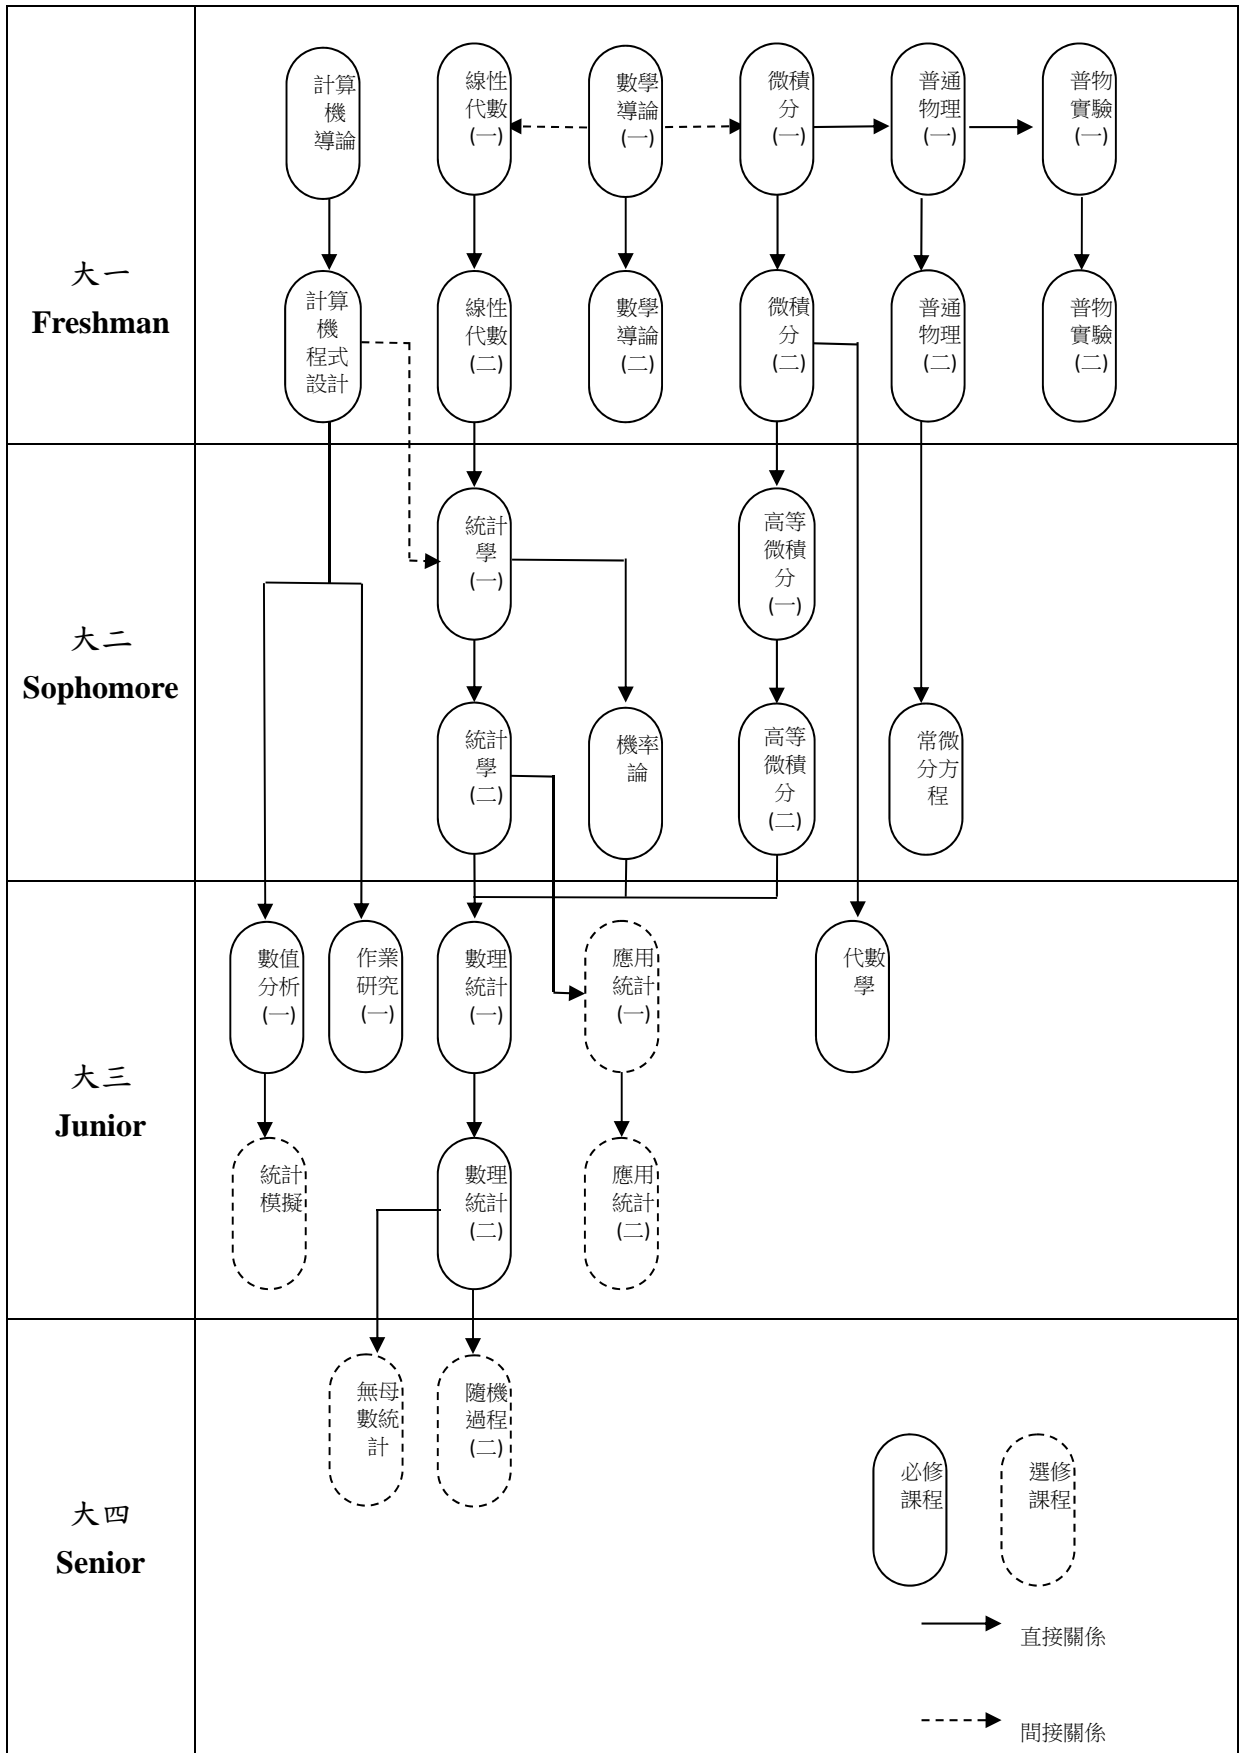 大一
Freshman
計算
機
導論
線性
代數
(一)
數學
導論
(一)
微積
分
(一)
普通
物理
(一)
普物
實驗
(一)
計算
機
程式
設計
線性
代數
(二)
數學
導論
(二)
微積
分
(二)
普通
物理
(二)
普物
實驗
(二)
大二
Sophomore
統計
學
(一)
高等
微積
分
(一)
統計
學
(二)
機率
論
高等
微積
分
(二)
常微
分方
程
大三
Junior
數值
分析
(一)
作業
研究
(一)
數理
統計
(一)
應用
統計
(一)
代數
學
統計
模擬
數理
統計
(二)
應用
統計
(二)
大四
Senior
無母
數統
計
隨機
過程
(二)
必修
課程
選修
課程
直接關係
間接關係